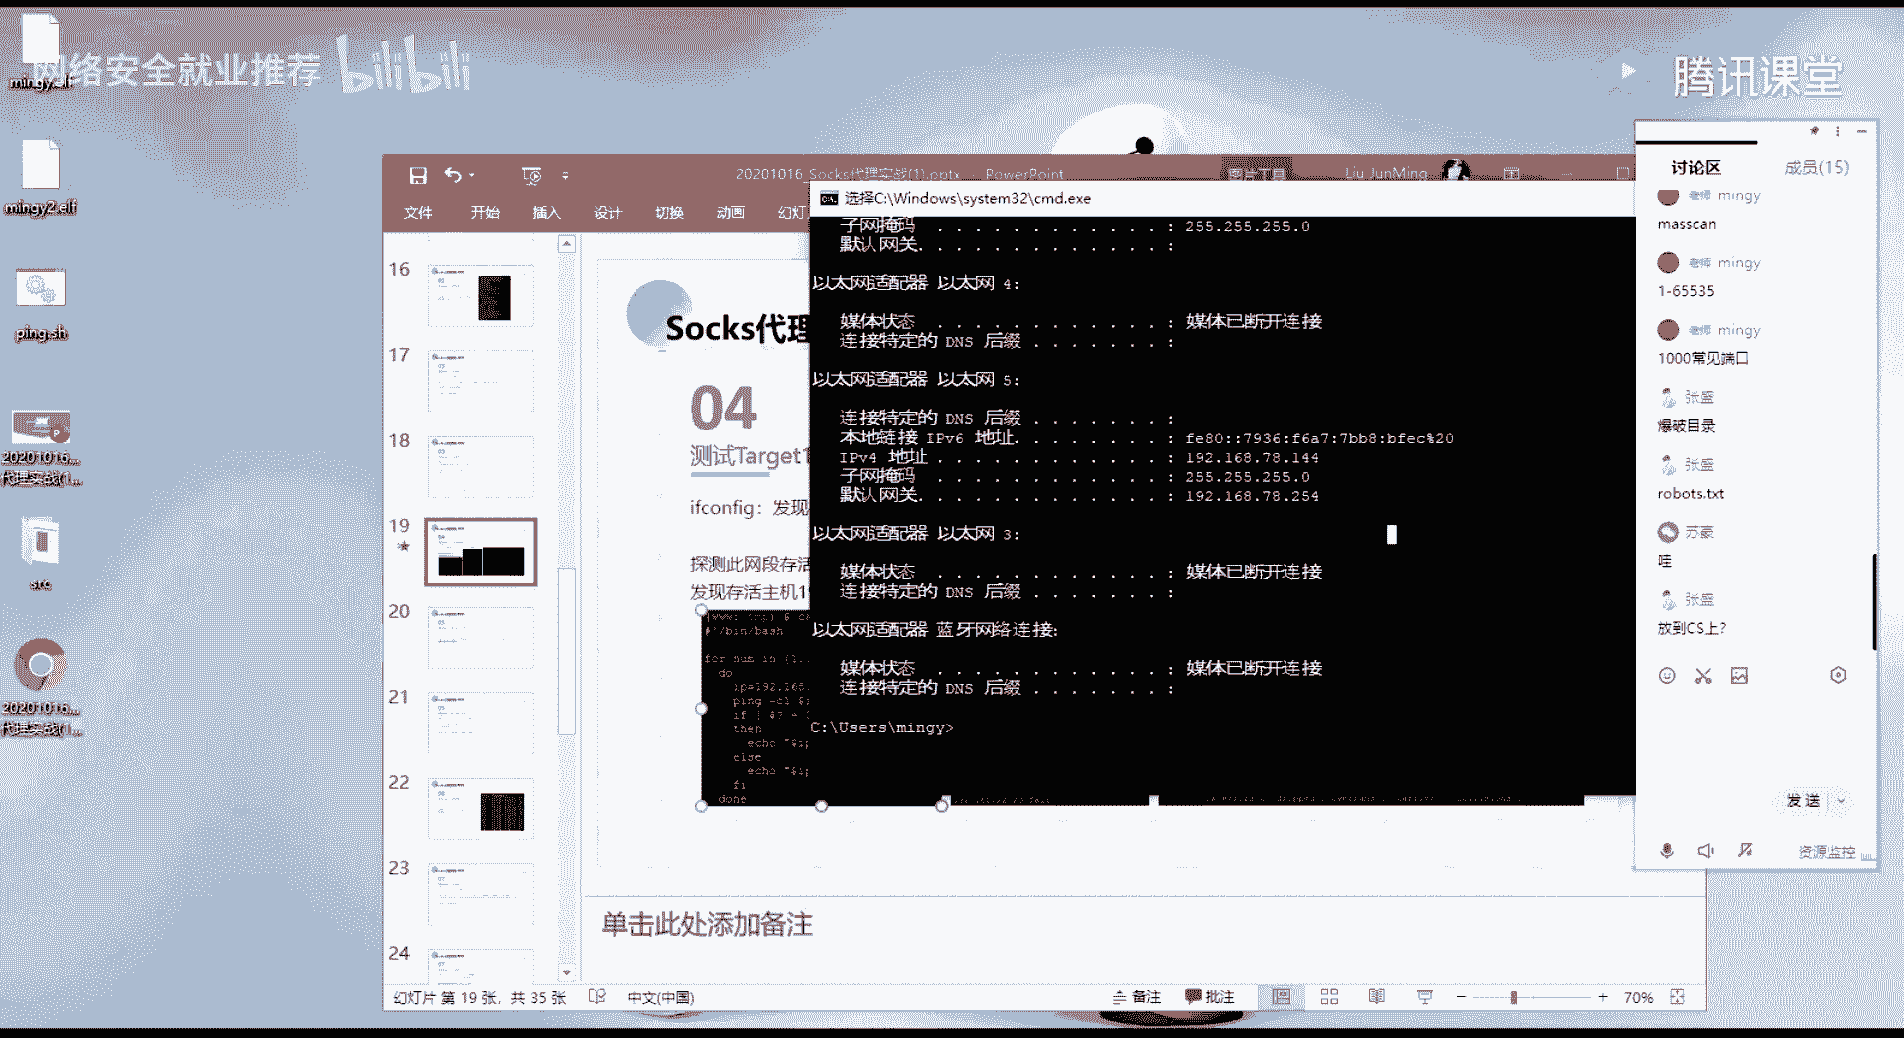 网络安全就业推荐 bilibili
腾讯课堂
mingy.elf
mingy2.elf
ping.sh
20201016...
代理实战(1...
src
20201016...
代理实战(1...
20201016_Socks代理实战(1).pptx - PowerPoint
图片工具
Liu JunMing
文件 开始 插入 设计 切换 动画 幻灯
16
17
18
19
20
21
22
23
24
Socks代理
04
测试Target1
ifconfig：发现
探测此网段存活
发现存活主机1
#!/bin/bash
for num in {1..
do
ip=192.168.
ping -c1 $
if [ $? =
then
echo "$ip
else
echo "$ip
fi
done
选择C:\Windows\system32\cmd.exe
子网掩码 . . . . . . . . . . . . : 255.255.255.0
默认网关. . . . . . . . . . . . . :
以太网适配器 以太网 4:
媒体状态 . . . . . . . . . . . . : 媒体已断开连接
连接特定的 DNS 后缀 . . . . . . . :
以太网适配器 以太网 5:
连接特定的 DNS 后缀 . . . . . . . :
本地链接 IPv6 地址. . . . . . . . : fe80::7936:f6a7:7bb8:bfec%20
IPv4 地址 . . . . . . . . . . . . : 192.168.78.144
子网掩码 . . . . . . . . . . . . : 255.255.255.0
默认网关. . . . . . . . . . . . . : 192.168.78.254
以太网适配器 以太网 3:
媒体状态 . . . . . . . . . . . . : 媒体已断开连接
连接特定的 DNS 后缀 . . . . . . . :
以太网适配器 蓝牙网络连接:
媒体状态 . . . . . . . . . . . . : 媒体已断开连接
连接特定的 DNS 后缀 . . . . . . . :
C:\Users\mingy>
讨论区 成员(15)
老师 mingy
masscan
老师 mingy
1-65535
老师 mingy
1000常见端口
张盛
爆破目录
张盛
robots.txt
苏豪
哇
张盛
放到CS上?
发送
资源监控
单击此处添加备注
幻灯片 第 19 张，共 35 张 中文(中国) 备注 批注 70%